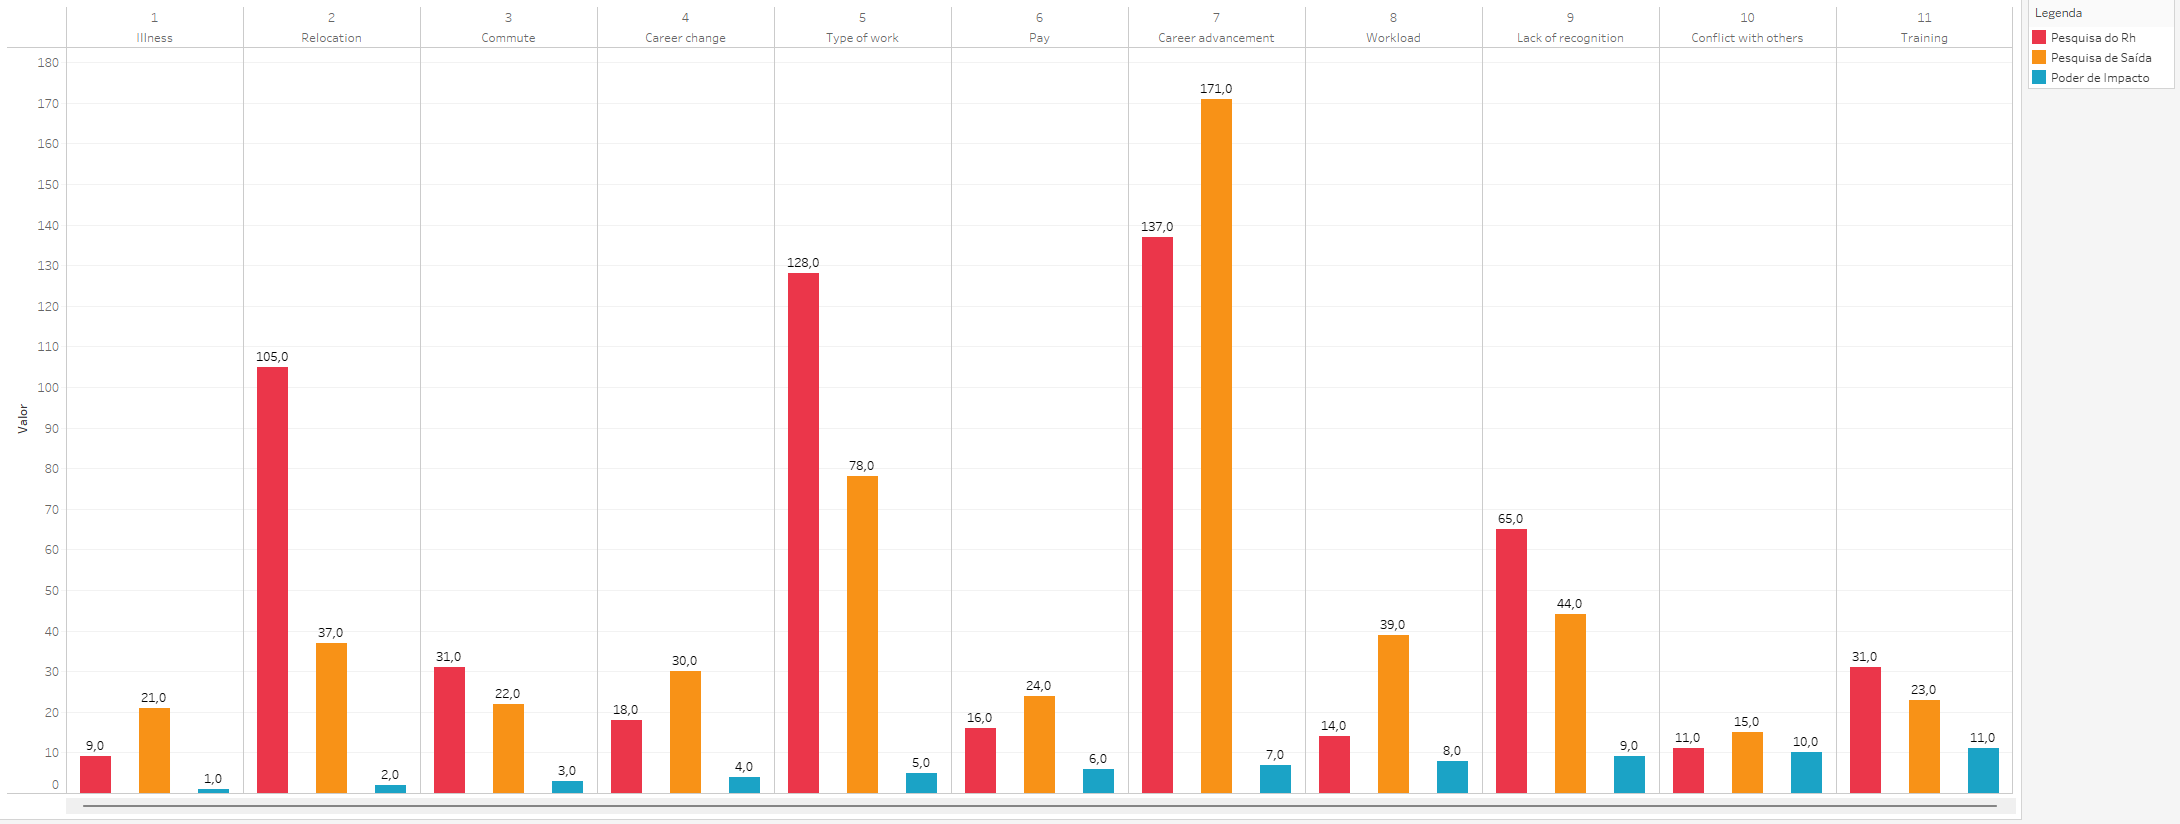 1 2 3 4 5 6 7 8 9 10 11
Illness Relocation Commute Career change Type of work Pay Career advancement Workload Lack of recognition Conflict with others Training
Legenda
Pesquisa do Rh
Pesquisa de Saída
Poder de Impacto
Valor
180
170
160
150
140
130
120
110
100
90
80
70
60
50
40
30
20
10
0
9,0 21,0 1,0
105,0 37,0 2,0
31,0 22,0 3,0
18,0 30,0 4,0
128,0 78,0 5,0
16,0 24,0 6,0
137,0 171,0 7,0
14,0 39,0 8,0
65,0 44,0 9,0
11,0 15,0 10,0
31,0 23,0 11,0